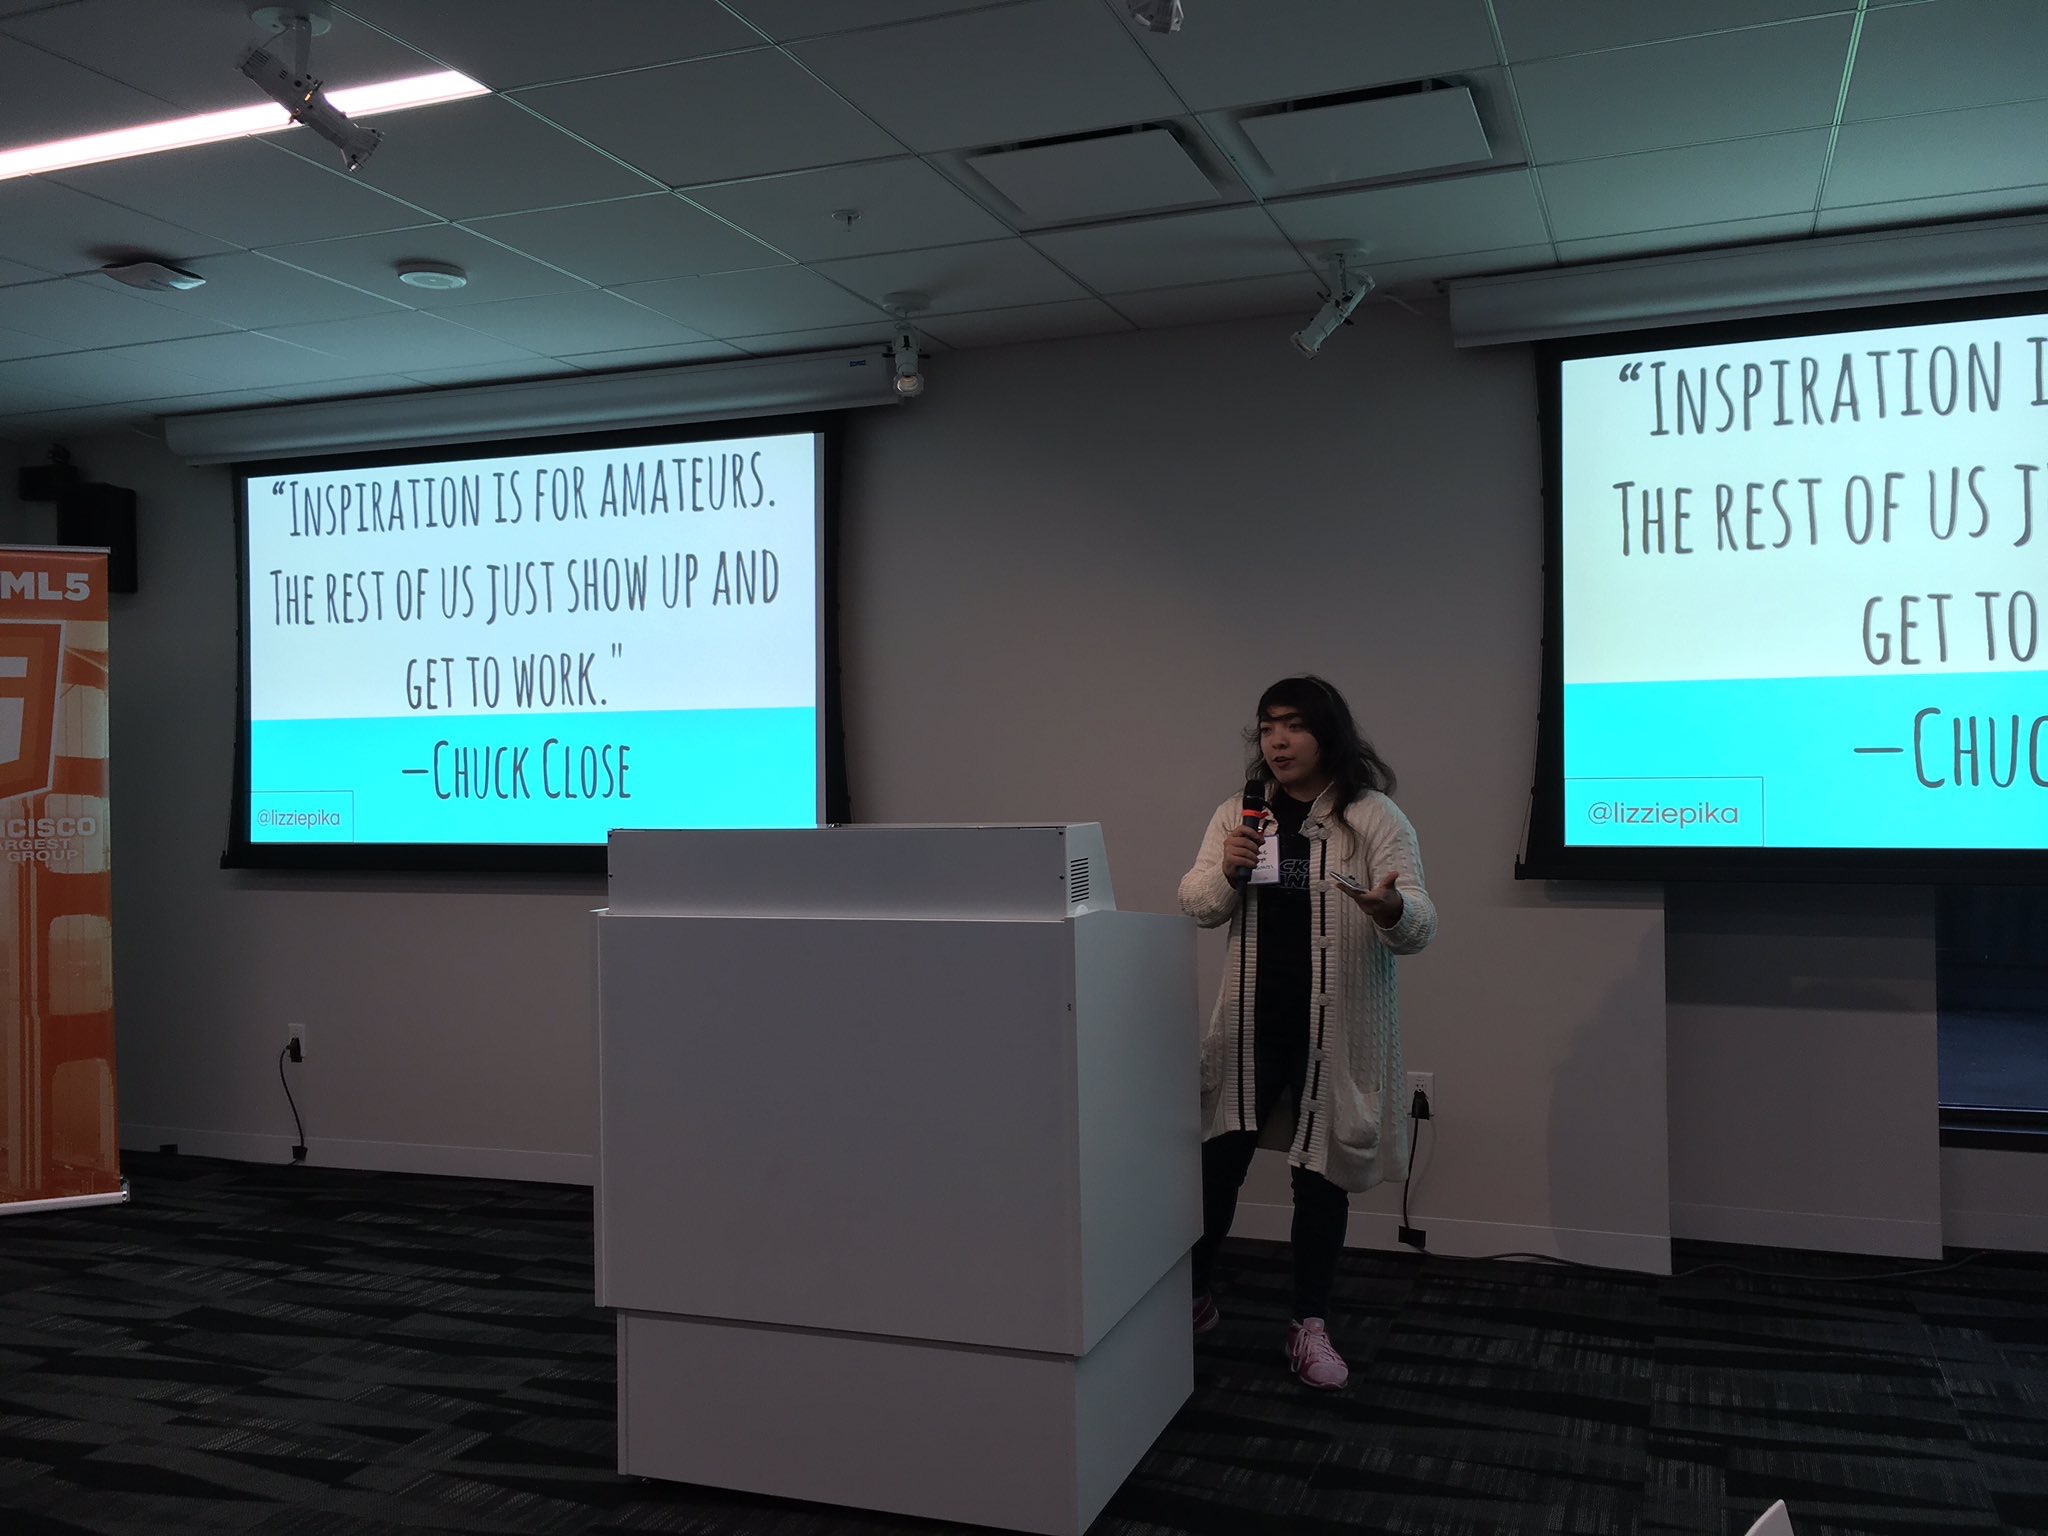 “Inspiration is for amateurs.
The rest of us just show up and
get to work."
—Chuck Close
@lizziepika
“Inspiration
The rest of us
get to
—Chuc
@lizziepika
ML5
NCISCO
ARGEST
GROUP